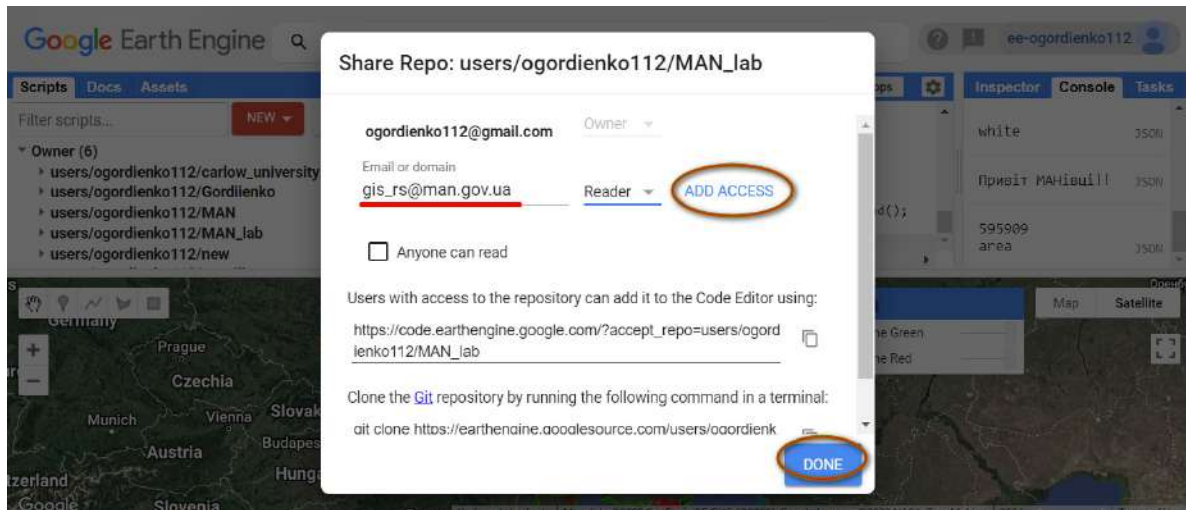 Google Earth Engine
ee-ogordienko112
Scripts Docs Assets
Filter scripts...
NEW
Owner (6)
users/ogordienko112/carlow_university
users/ogordienko112/Gordiienko
users/ogordienko112/MAN
users/ogordienko112/MAN_lab
users/ogordienko112/new
Share Repo: users/ogordienko112/MAN_lab
ogordienko112@gmail.com Owner
Email or domain
gis_rs@man.gov.ua Reader ADD ACCESS
Anyone can read
Users with access to the repository can add it to the Code Editor using:
https://code.earthengine.google.com/?accept_repo=users/ogord
ienko112/MAN_lab
Clone the Git repository by running the following command in a terminal:
git clone https://earthengine.googlesource.com/users/ogordienk
DONE
Inspector Console Tasks
white JSON
Привіт МАНівці!! JSON
595909
area JSON
d();
Map Satellite
Green
Red
Germany
Prague
Czechia
Munich
Vienna
Slovak
Austria
Budapes
Hunga
tzerland
Slovenia
Google